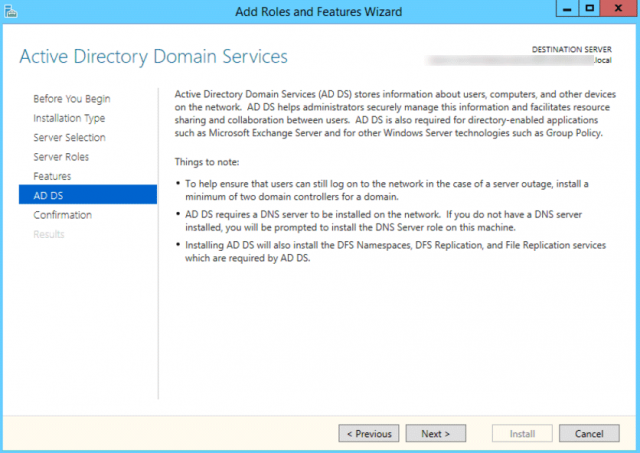 Add Roles and Features Wizard
Active Directory Domain Services
DESTINATION SERVER
.local
Before You Begin
Installation Type
Server Selection
Server Roles
Features
AD DS
Confirmation
Results
Active Directory Domain Services (AD DS) stores information about users, computers, and other devices
on the network. AD DS helps administrators securely manage this information and facilitates resource
sharing and collaboration between users. AD DS is also required for directory-enabled applications
such as Microsoft Exchange Server and for other Windows Server technologies such as Group Policy.
Things to note:
• To help ensure that users can still log on to the network in the case of a server outage, install a
minimum of two domain controllers for a domain.
• AD DS requires a DNS server to be installed on the network. If you do not have a DNS server
installed, you will be prompted to install the DNS Server role on this machine.
• Installing AD DS will also install the DFS Namespaces, DFS Replication, and File Replication services
which are required by AD DS.
< Previous
Next >
Install
Cancel